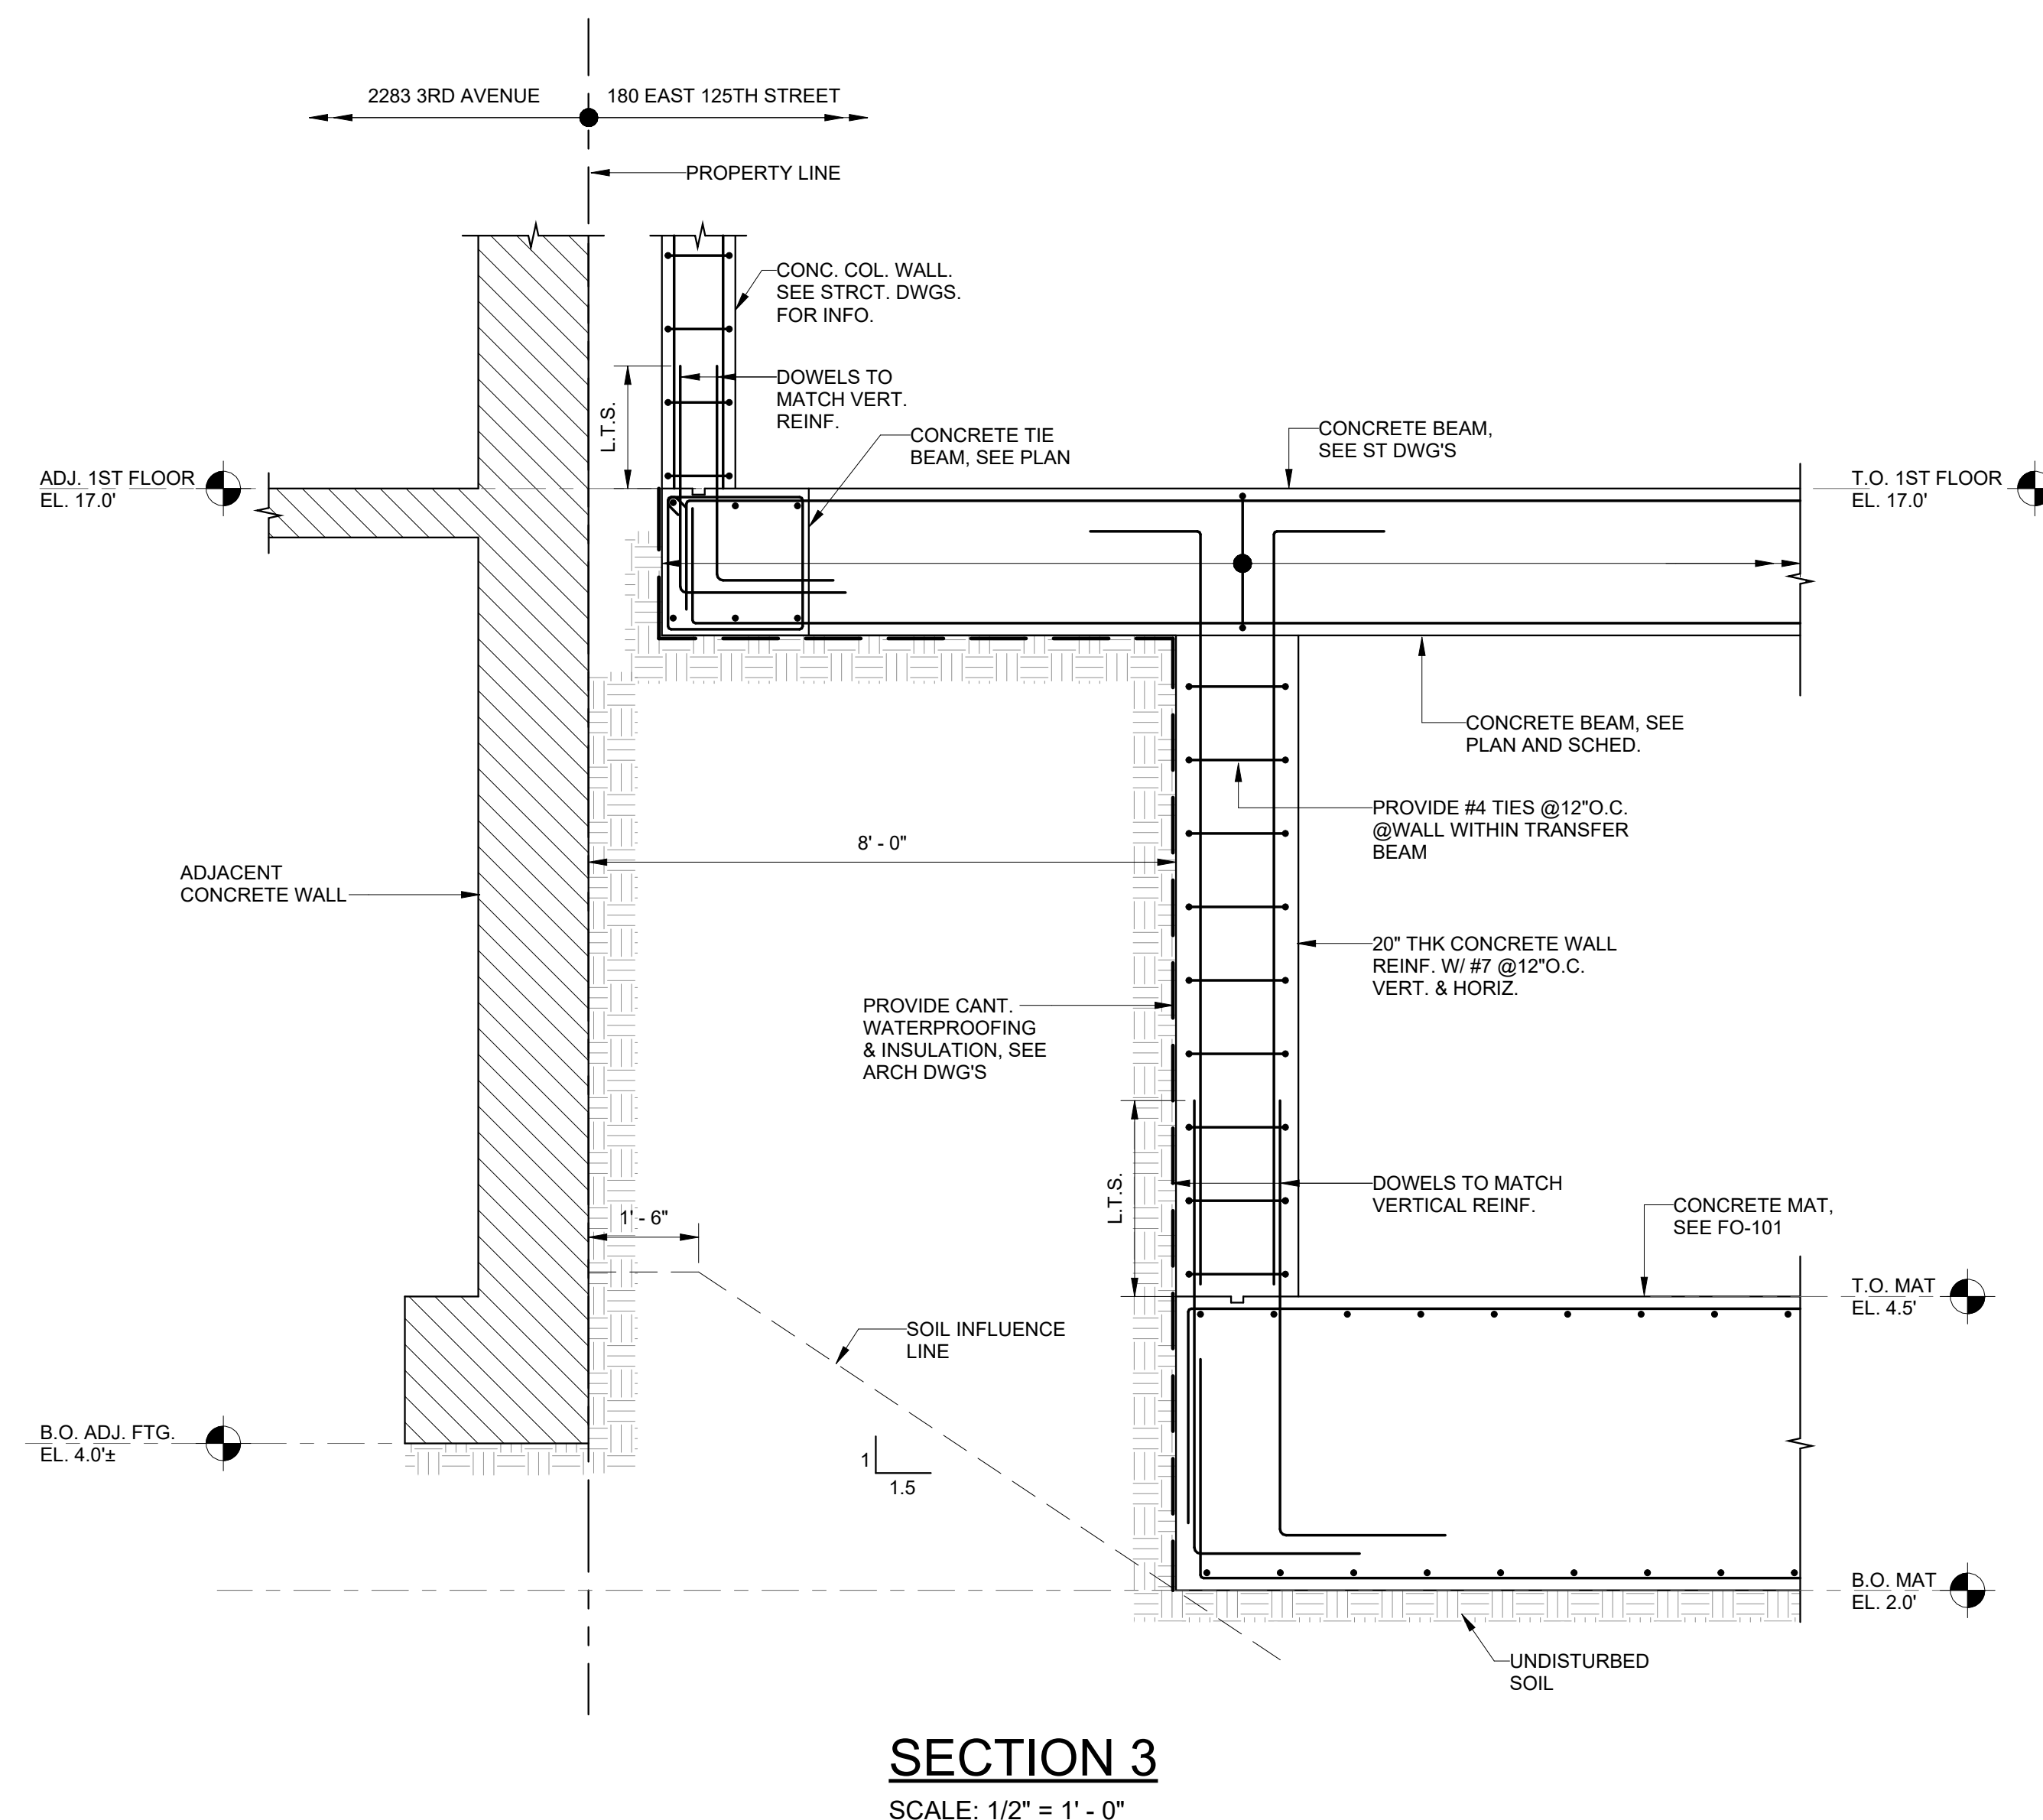 2283 3RD AVENUE
180 EAST 125TH STREET
PROPERTY LINE
CONC. COL. WALL.
SEE STRCT. DWGS.
FOR INFO.
DOWELS TO
MATCH VERT.
REINF.
L.T.S.
CONCRETE TIE
BEAM, SEE PLAN
CONCRETE BEAM,
SEE ST DWG'S
ADJ. 1ST FLOOR
EL. 17.0'
T.O. 1ST FLOOR
EL. 17.0'
CONCRETE BEAM, SEE
PLAN AND SCHED.
PROVIDE #4 TIES @12"O.C.
@WALL WITHIN TRANSFER
BEAM
8' - 0"
ADJACENT
CONCRETE WALL
20" THK CONCRETE WALL
REINF. W/ #7 @12"O.C.
VERT. & HORIZ.
PROVIDE CANT.
WATERPROOFING
& INSULATION, SEE
ARCH DWG'S
L.T.S.
DOWELS TO MATCH
VERTICAL REINF.
CONCRETE MAT,
SEE FO-101
1' - 6"
T.O. MAT
EL. 4.5'
SOIL INFLUENCE
LINE
B.O. ADJ. FTG.
EL. 4.0'±
1
1.5
B.O. MAT
EL. 2.0'
UNDISTURBED
SOIL
SECTION 3
SCALE: 1/2" = 1' - 0"